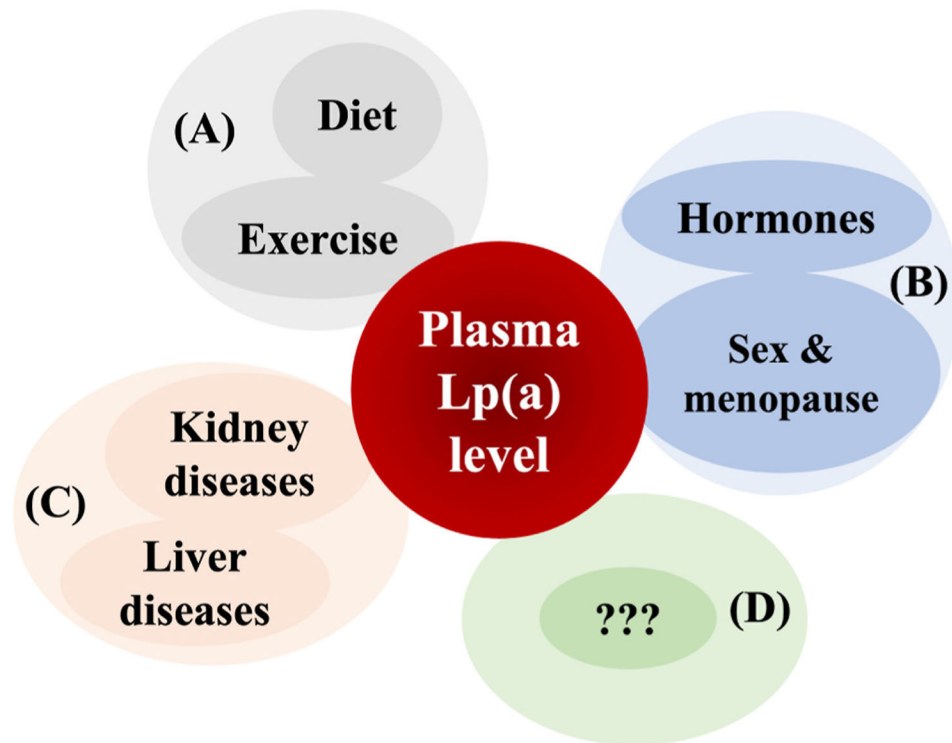 (A)
Diet
Exercise
Hormones
(B)
Sex &
menopause
Plasma
Lp(a)
level
Kidney
diseases
(C)
Liver
diseases
???
(D)